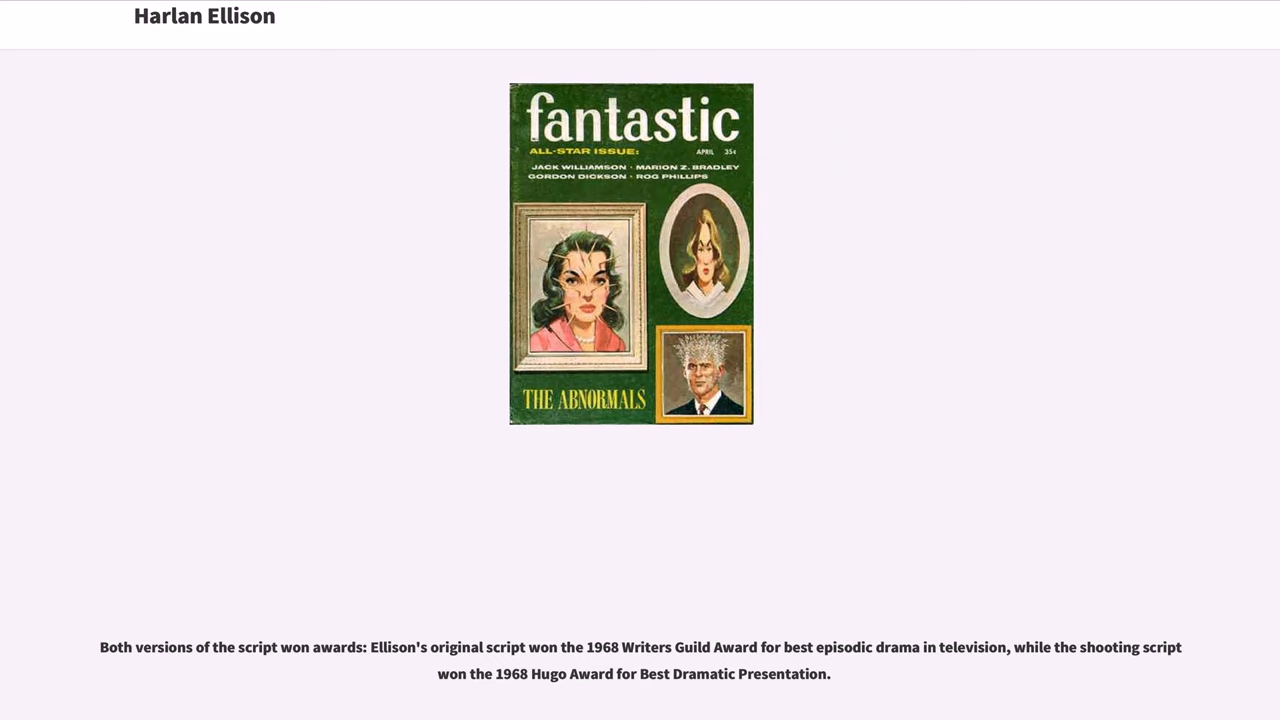 Harlan Ellison
fantastic
ALL-STAR ISSUE:
APRIL 35¢
JACK WILLIAMSON · MARION Z. BRADLEY
GORDON DICKSON · ROG PHILLIPS
THE ABNORMALS
Both versions of the script won awards: Ellison's original script won the 1968 Writers Guild Award for best episodic drama in television, while the shooting script
won the 1968 Hugo Award for Best Dramatic Presentation.